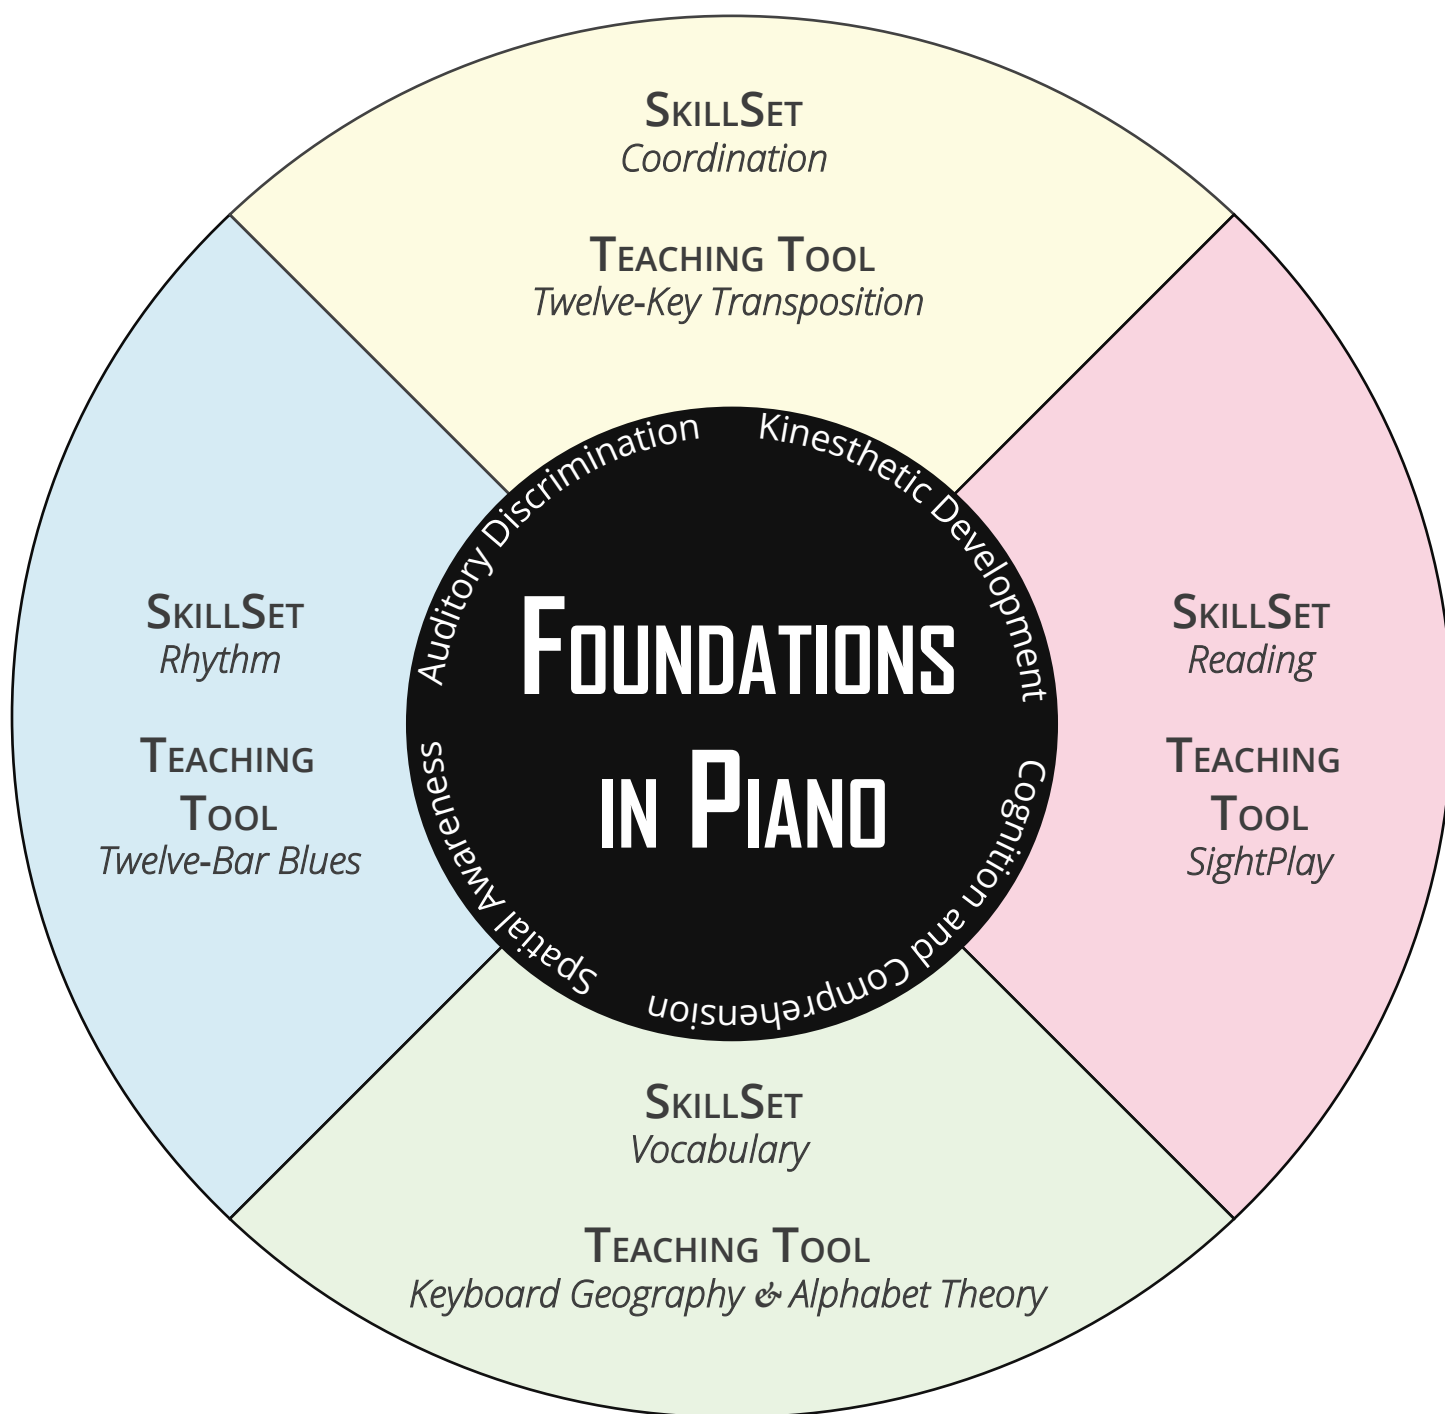 SkillSet
Coordination
Teaching Tool
Twelve-Key Transposition
SkillSet
Rhythm
Teaching
Tool
Twelve-Bar Blues
Auditory Discrimination
Kinesthetic Development
Foundations
in Piano
Cognition and Comprehension
Spatial Awareness
SkillSet
Reading
Teaching
Tool
SightPlay
SkillSet
Vocabulary
Teaching Tool
Keyboard Geography & Alphabet Theory